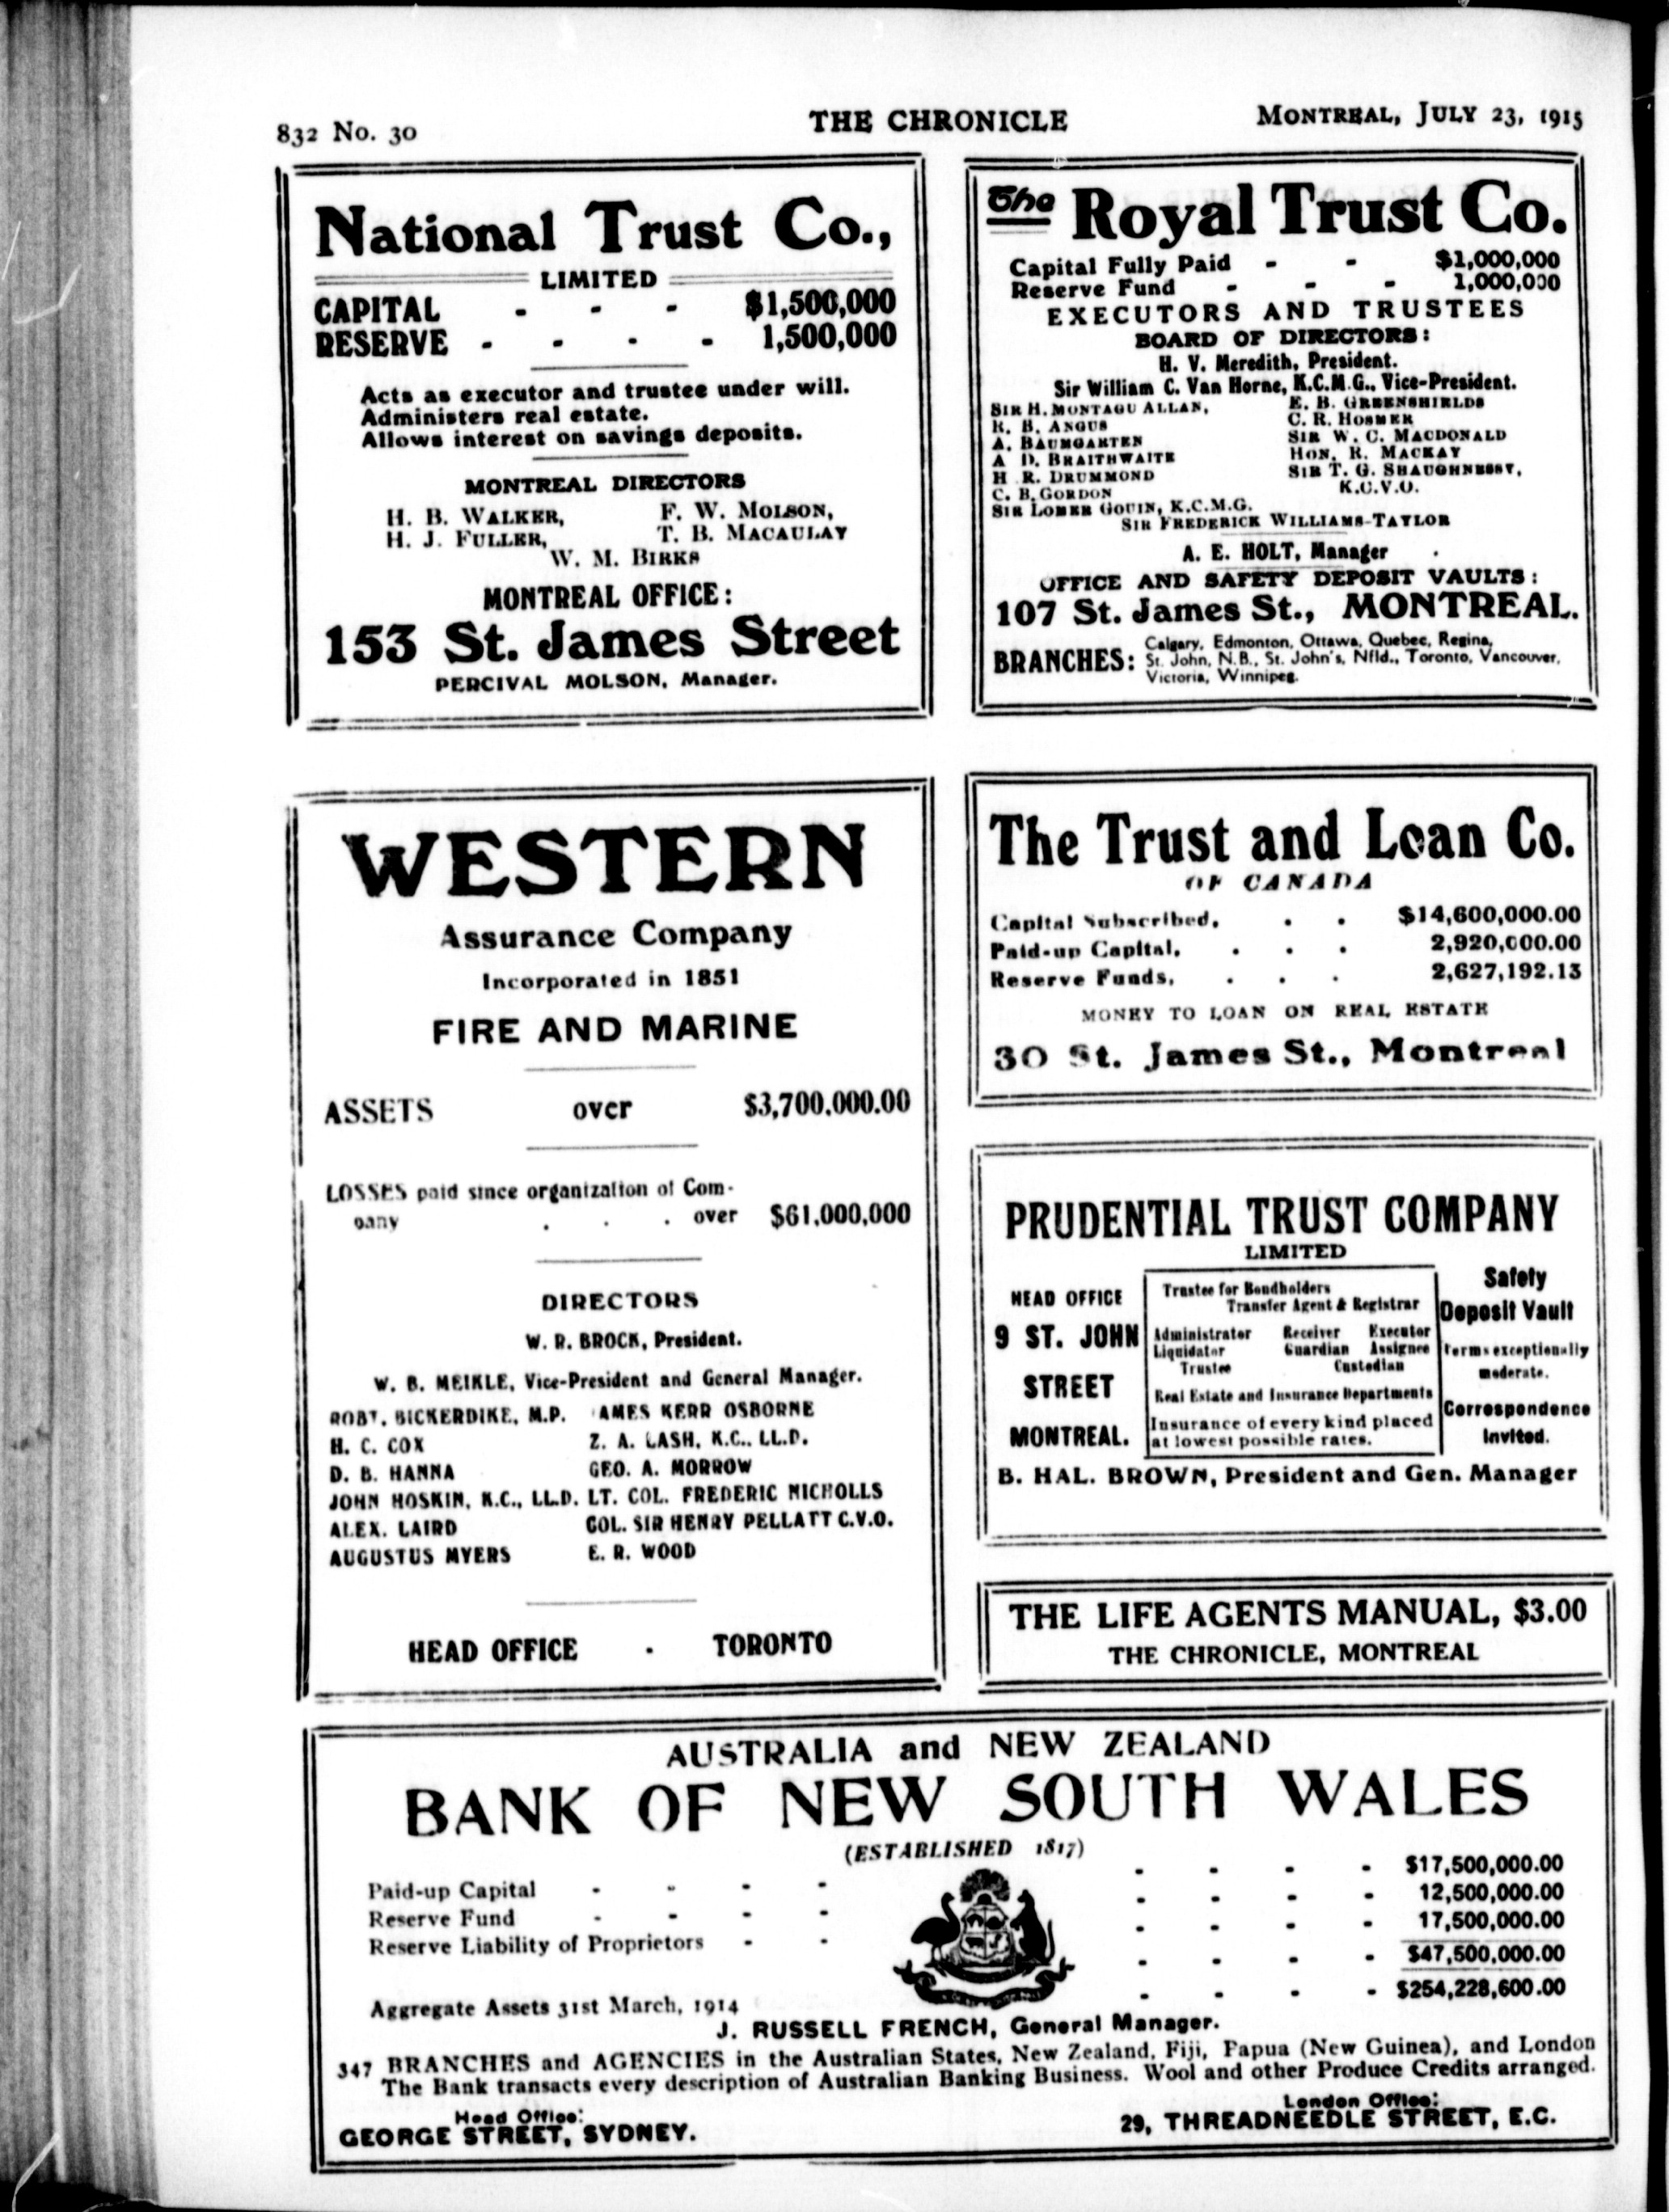 832 No. 30
THE CHRONICLE
MONTREAL, JULY 23, 1915
National Trust Co.,
LIMITED
CAPITAL - - - $1,500,000
RESERVE - - - - 1,500,000
Acts as executor and trustee under will.
Administers real estate.
Allows interest on savings deposits.
MONTREAL DIRECTORS
H. B. WALKER, F. W. MOLSON,
H. J. FULLER, T. B. MACAULAY
W. M. BIRKS
MONTREAL OFFICE:
153 St. James Street
PERCIVAL MOLSON, Manager.
The Royal Trust Co.
Capital Fully Paid - - $1,000,000
Reserve Fund - - - 1,000,000
EXECUTORS AND TRUSTEES
BOARD OF DIRECTORS:
H. V. Meredith, President.
Sir William C. Van Horne, K.C.M.G., Vice-President.
SIR H. MONTAGU ALLAN, E. B. GREENSHIELDS
R. B. ANGUS C. R. HOSMER
A. BAUMGARTEN SIR W. C. MACDONALD
A D. BRAITHWAITE HON. R. MACKAY
H R. DRUMMOND SIR T. G. SHAUGHNESSY,
C. B. GORDON K.C.V.O.
SIR LOMER GOUIN, K.C.M.G.
SIR FREDERICK WILLIAMS-TAYLOR
A. E. HOLT, Manager
OFFICE AND SAFETY DEPOSIT VAULTS:
107 St. James St., MONTREAL.
BRANCHES: Calgary, Edmonton, Ottawa, Quebec, Regina,
St. John, N.B., St. John's, Nfld., Toronto, Vancouver,
Victoria, Winnipeg.
WESTERN
Assurance Company
Incorporated in 1851
FIRE AND MARINE
ASSETS over $3,700,000.00
LOSSES paid since organization of Com-
pany . . . over $61,000,000
DIRECTORS
W. R. BROCK, President.
W. B. MEIKLE, Vice-President and General Manager.
ROBT. BICKERDIKE, M.P. AMES KERR OSBORNE
H. C. COX Z. A. LASH, K.C., LL.D.
D. B. HANNA GEO. A. MORROW
JOHN HOSKIN, K.C., LL.D. LT. COL. FREDERIC NICHOLLS
ALEX. LAIRD COL. SIR HENRY PELLATT C.V.O.
AUGUSTUS MYERS E. R. WOOD
HEAD OFFICE . TORONTO
The Trust and Loan Co.
OF CANADA
Capital Subscribed, . . $14,600,000.00
Paid-up Capital, . . . 2,920,000.00
Reserve Funds, . . . 2,627,192.13
MONEY TO LOAN ON REAL ESTATE
30 St. James St., Montreal
PRUDENTIAL TRUST COMPANY
LIMITED
HEAD OFFICE
9 ST. JOHN
STREET
MONTREAL.
Trustee for Bondholders
Transfer Agent & Registrar
Administrator Receiver Executor
Liquidator Guardian Assignee
Trustee Custodian
Real Estate and Insurance Departments
Insurance of every kind placed
at lowest possible rates.
Safety
Deposit Vault
Terms exceptionally
moderate.
Correspondence
Invited.
B. HAL. BROWN, President and Gen. Manager
THE LIFE AGENTS MANUAL, $3.00
THE CHRONICLE, MONTREAL
AUSTRALIA and NEW ZEALAND
BANK OF NEW SOUTH WALES
(ESTABLISHED 1817)
Paid-up Capital - - - - - - - - $17,500,000.00
Reserve Fund - - - - - - - - 12,500,000.00
Reserve Liability of Proprietors - - - - - - 17,500,000.00
- - - - $47,500,000.00
Aggregate Assets 31st March, 1914 - - - - $254,228,600.00
J. RUSSELL FRENCH, General Manager.
347 BRANCHES and AGENCIES in the Australian States, New Zealand, Fiji, Papua (New Guinea), and London
The Bank transacts every description of Australian Banking Business. Wool and other Produce Credits arranged.
Head Office:
GEORGE STREET, SYDNEY.
London Office:
29, THREADNEEDLE STREET, E.C.